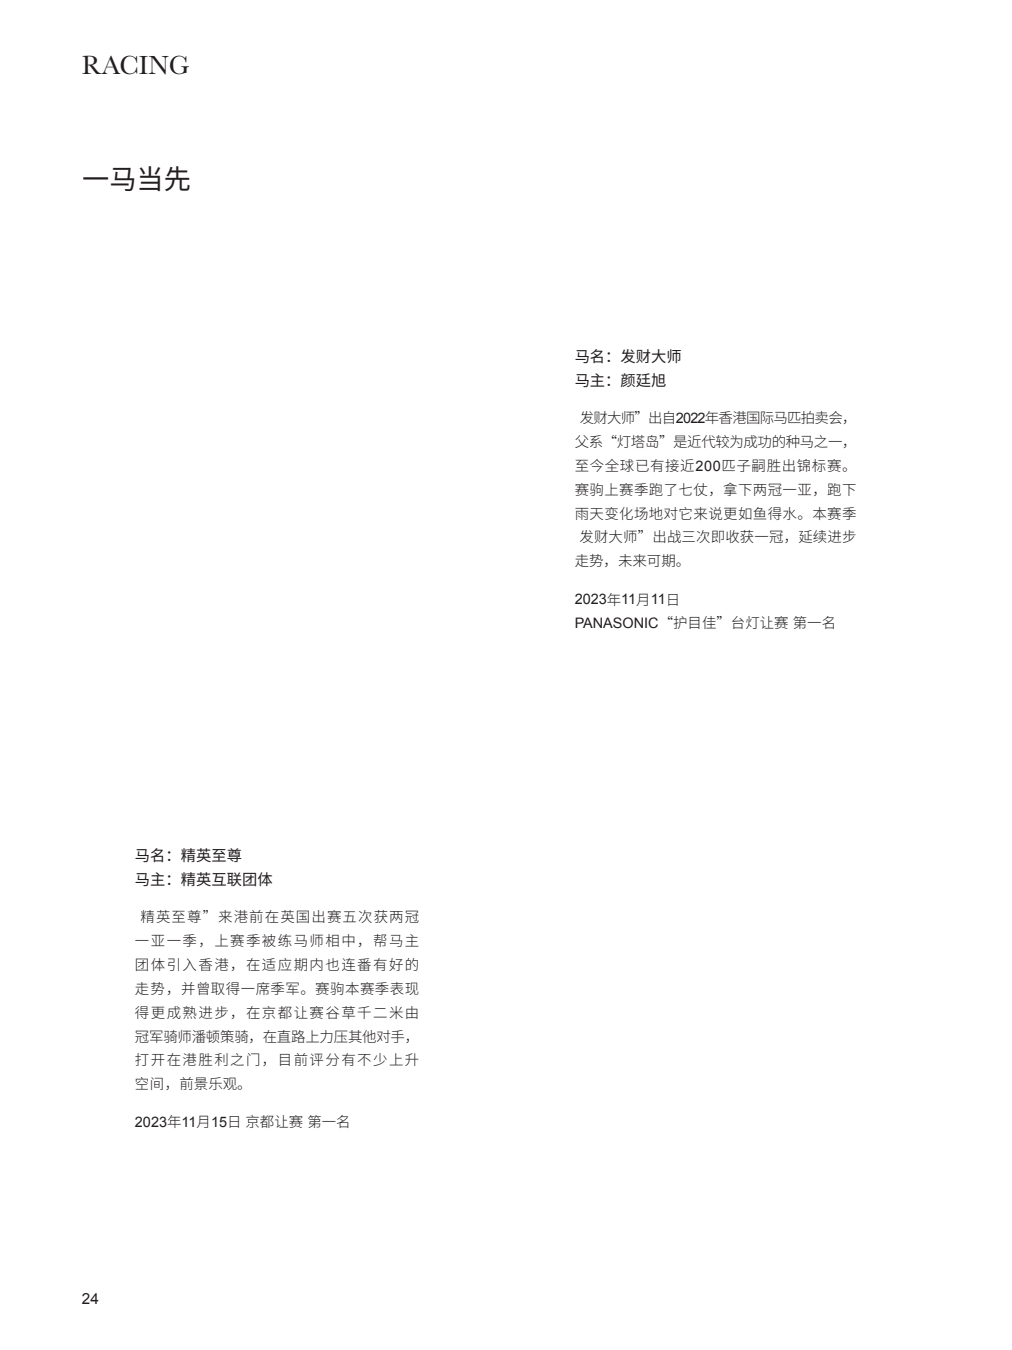 RACING
一马当先
马名：发财大师
马主：颜廷旭
发财大师”出自2022年香港国际马匹拍卖会，
父系“灯塔岛”是近代较为成功的种马之一，
至今全球已有接近200匹子嗣胜出锦标赛。
赛驹上赛季跑了七仗，拿下两冠一亚，跑下
雨天变化场地对它来说更如鱼得水。本赛季
发财大师”出战三次即收获一冠，延续进步
走势，未来可期。
2023年11月11日
PANASONIC“护目佳”台灯让赛 第一名
马名：精英至尊
马主：精英互联团体
精英至尊”来港前在英国出赛五次获两冠
一亚一季，上赛季被练马师相中，帮马主
团体引入香港，在适应期内也连番有好的
走势，并曾取得一席季军。赛驹本赛季表现
得更成熟进步，在京都让赛谷草千二米由
冠军骑师潘顿策骑，在直路上力压其他对手，
打开在港胜利之门，目前评分有不少上升
空间，前景乐观。
2023年11月15日 京都让赛 第一名
24